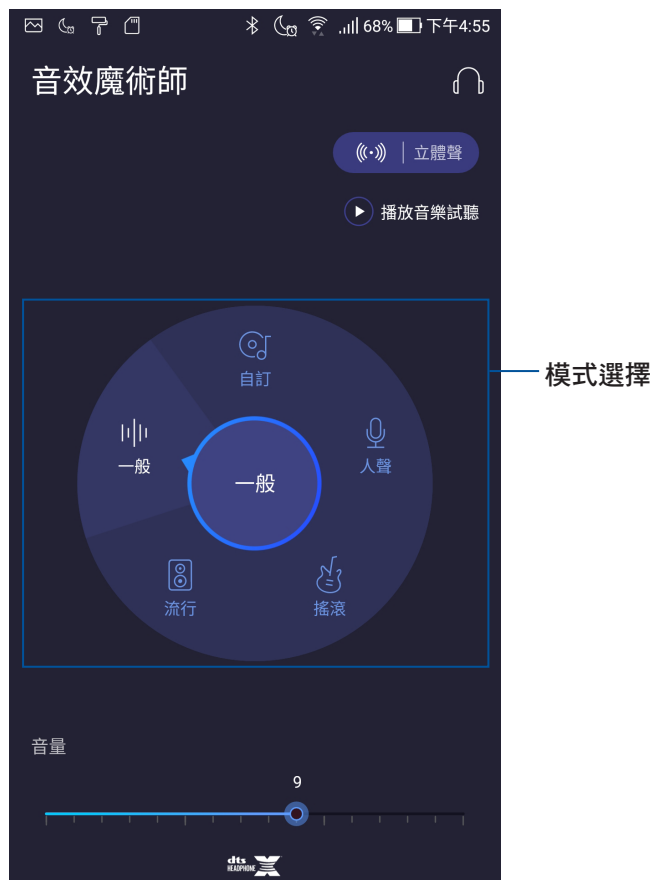 68% 下午4:55
音效魔術師
立體聲
播放音樂試聽
自訂
模式選擇
一般
人聲
一般
流行
搖滾
音量
9
dts
HEADPHONE X